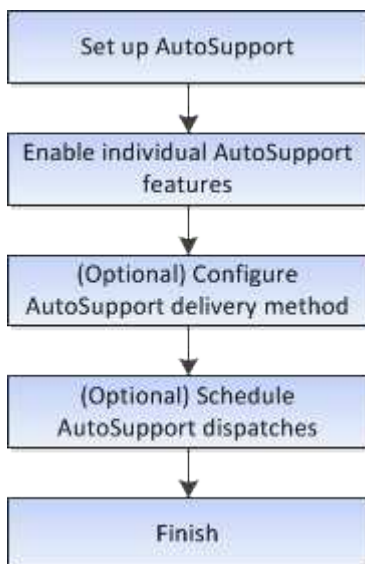 Set up AutoSupport
Enable individual AutoSupport
features
(Optional) Configure
AutoSupport delivery method
(Optional) Schedule
AutoSupport dispatches
Finish